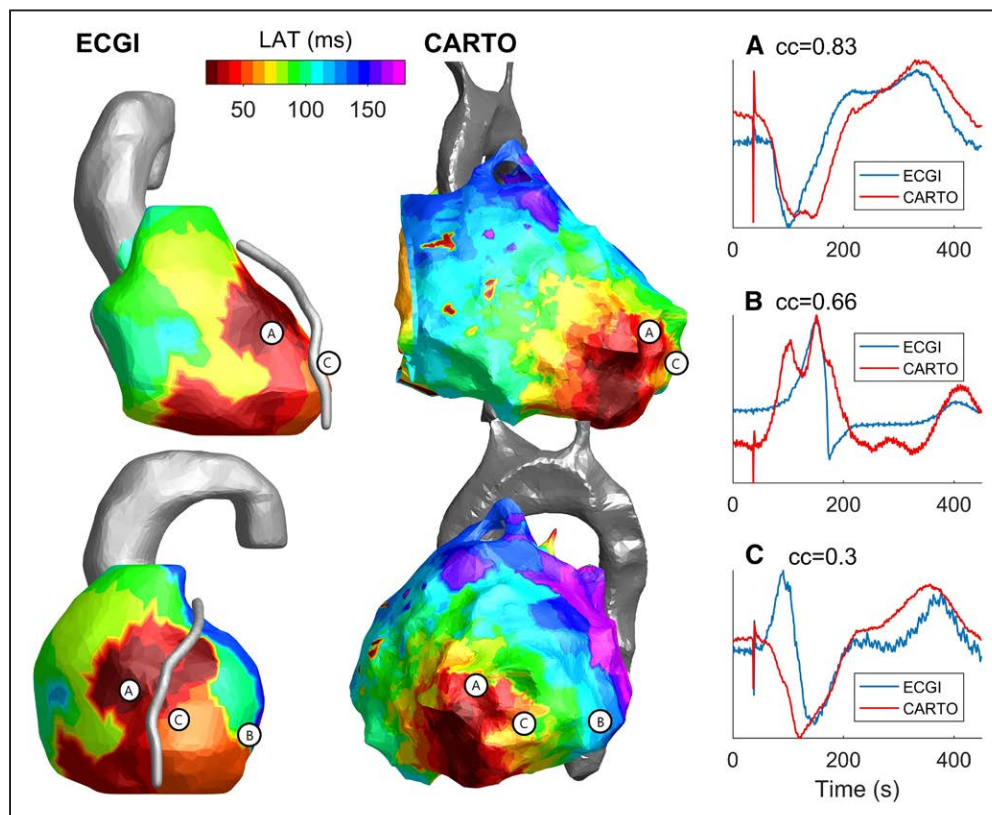 ECGI
LAT (ms)
50
100
150
CARTO
A
C
A
C
A
C
B
A
C
B
A cc=0.83
ECGI
CARTO
0
200
400
B cc=0.66
ECGI
CARTO
0
200
400
C cc=0.3
ECGI
CARTO
0
200
400
Time (s)